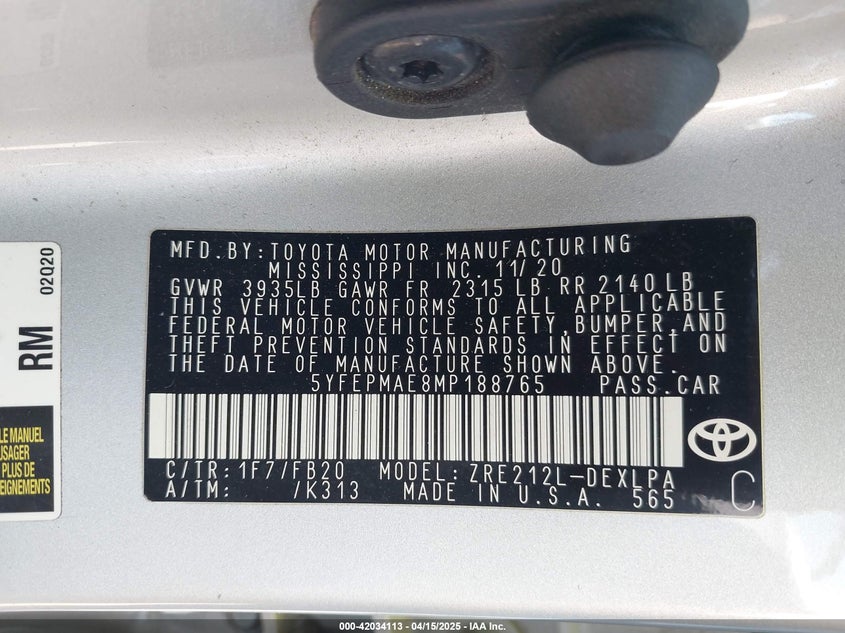 MFD. BY: TOYOTA MOTOR MANUFACTURING
MISSISSIPPI INC. 11/20
GVWR 3935LB GAWR FR 2315 LB RR 2140 LB
THIS VEHICLE CONFORMS TO ALL APPLICABLE
FEDERAL MOTOR VEHICLE SAFETY, BUMPER, AND
THEFT PREVENTION STANDARDS IN EFFECT ON
THE DATE OF MANUFACTURE SHOWN ABOVE.
5YFEPMAE8MP188765 PASS. CAR
C/TR: 1F7/FB20 MODEL: ZRE212L-DEXLPA
A/TM: /K313 MADE IN U.S.A. 565
C
RM 02Q20
LE MANUEL
USAGER
PLUS DE
EIGNEMENTS
000-42034113 - 04/15/2025 - IAA Inc.